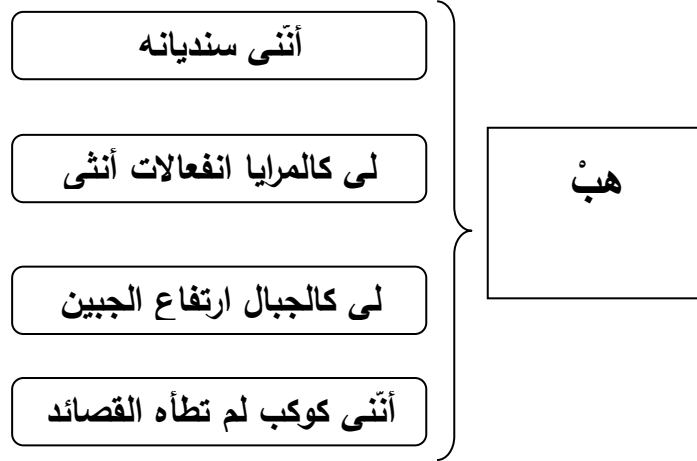 هبْ
أنّنى سنديانه
لى كالمرايا انفعالات أنثى
لى كالجبال ارتفاع الجبين
أنّنى كوكب لم تطأه القصائد